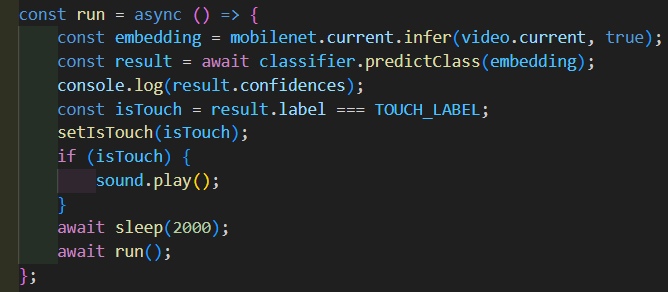 const run = async () => {
    const embedding = mobilenet.current.infer(video.current, true);
    const result = await classifier.predictClass(embedding);
    console.log(result.confidences);
    const isTouch = result.label === TOUCH_LABEL;
    setIsTouch(isTouch);
    if (isTouch) {
        sound.play();
    }
    await sleep(2000);
    await run();
};